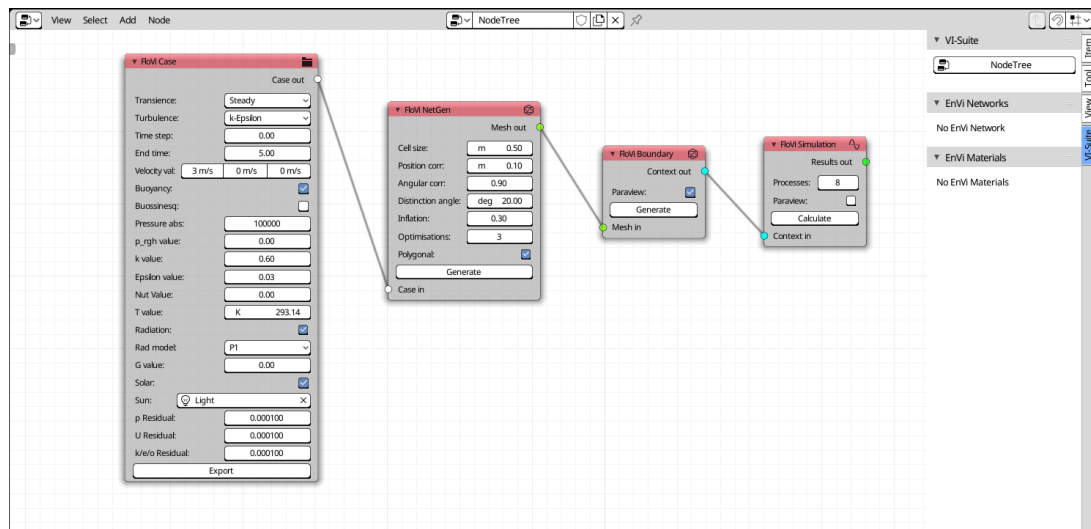 View Select Add Node NodeTree
FloVi Case
Case out
Transience: Steady
Turbulence: k-Epsilon
Time step: 0.00
End time: 5.00
Velocity val: 3 m/s 0 m/s 0 m/s
Buoyancy:
Buossinesq:
Pressure abs: 100000
p_rgh value: 0.00
k value: 0.60
Epsilon value: 0.03
Nut Value: 0.00
T value: K 293.14
Radiation:
Rad model: P1
G value: 0.00
Solar:
Sun: Light
p Residual: 0.000100
U Residual: 0.000100
k/e/o Residual: 0.000100
Export
FloVi NetGen
Mesh out
Cell size: m 0.50
Position corr: m 0.10
Angular corr: 0.90
Distinction angle: deg 20.00
Inflation: 0.30
Optimisations: 3
Polygonal:
Generate
Case in
FloVi Boundary
Context out
Paraview:
Generate
Mesh in
FloVi Simulation
Results out
Processes: 8
Paraview:
Calculate
Context in
VI-Suite
NodeTree
EnVi Networks
No EnVi Network
EnVi Materials
No EnVi Materials
Item
Tool
View
VI-Suite